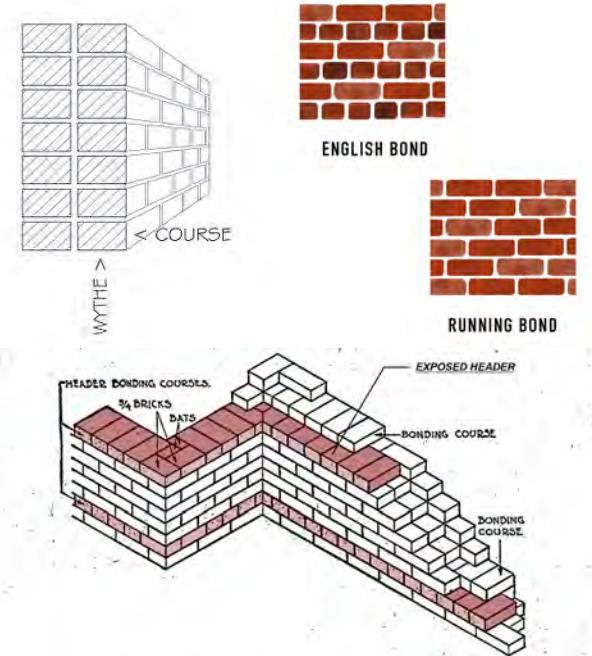 ENGLISH BOND
< COURSE
WYTHE >
RUNNING BOND
EXPOSED HEADER
HEADER BONDING COURSES.
3/4 BRICKS
BATS
BONDING COURSE
BONDING
COURSE